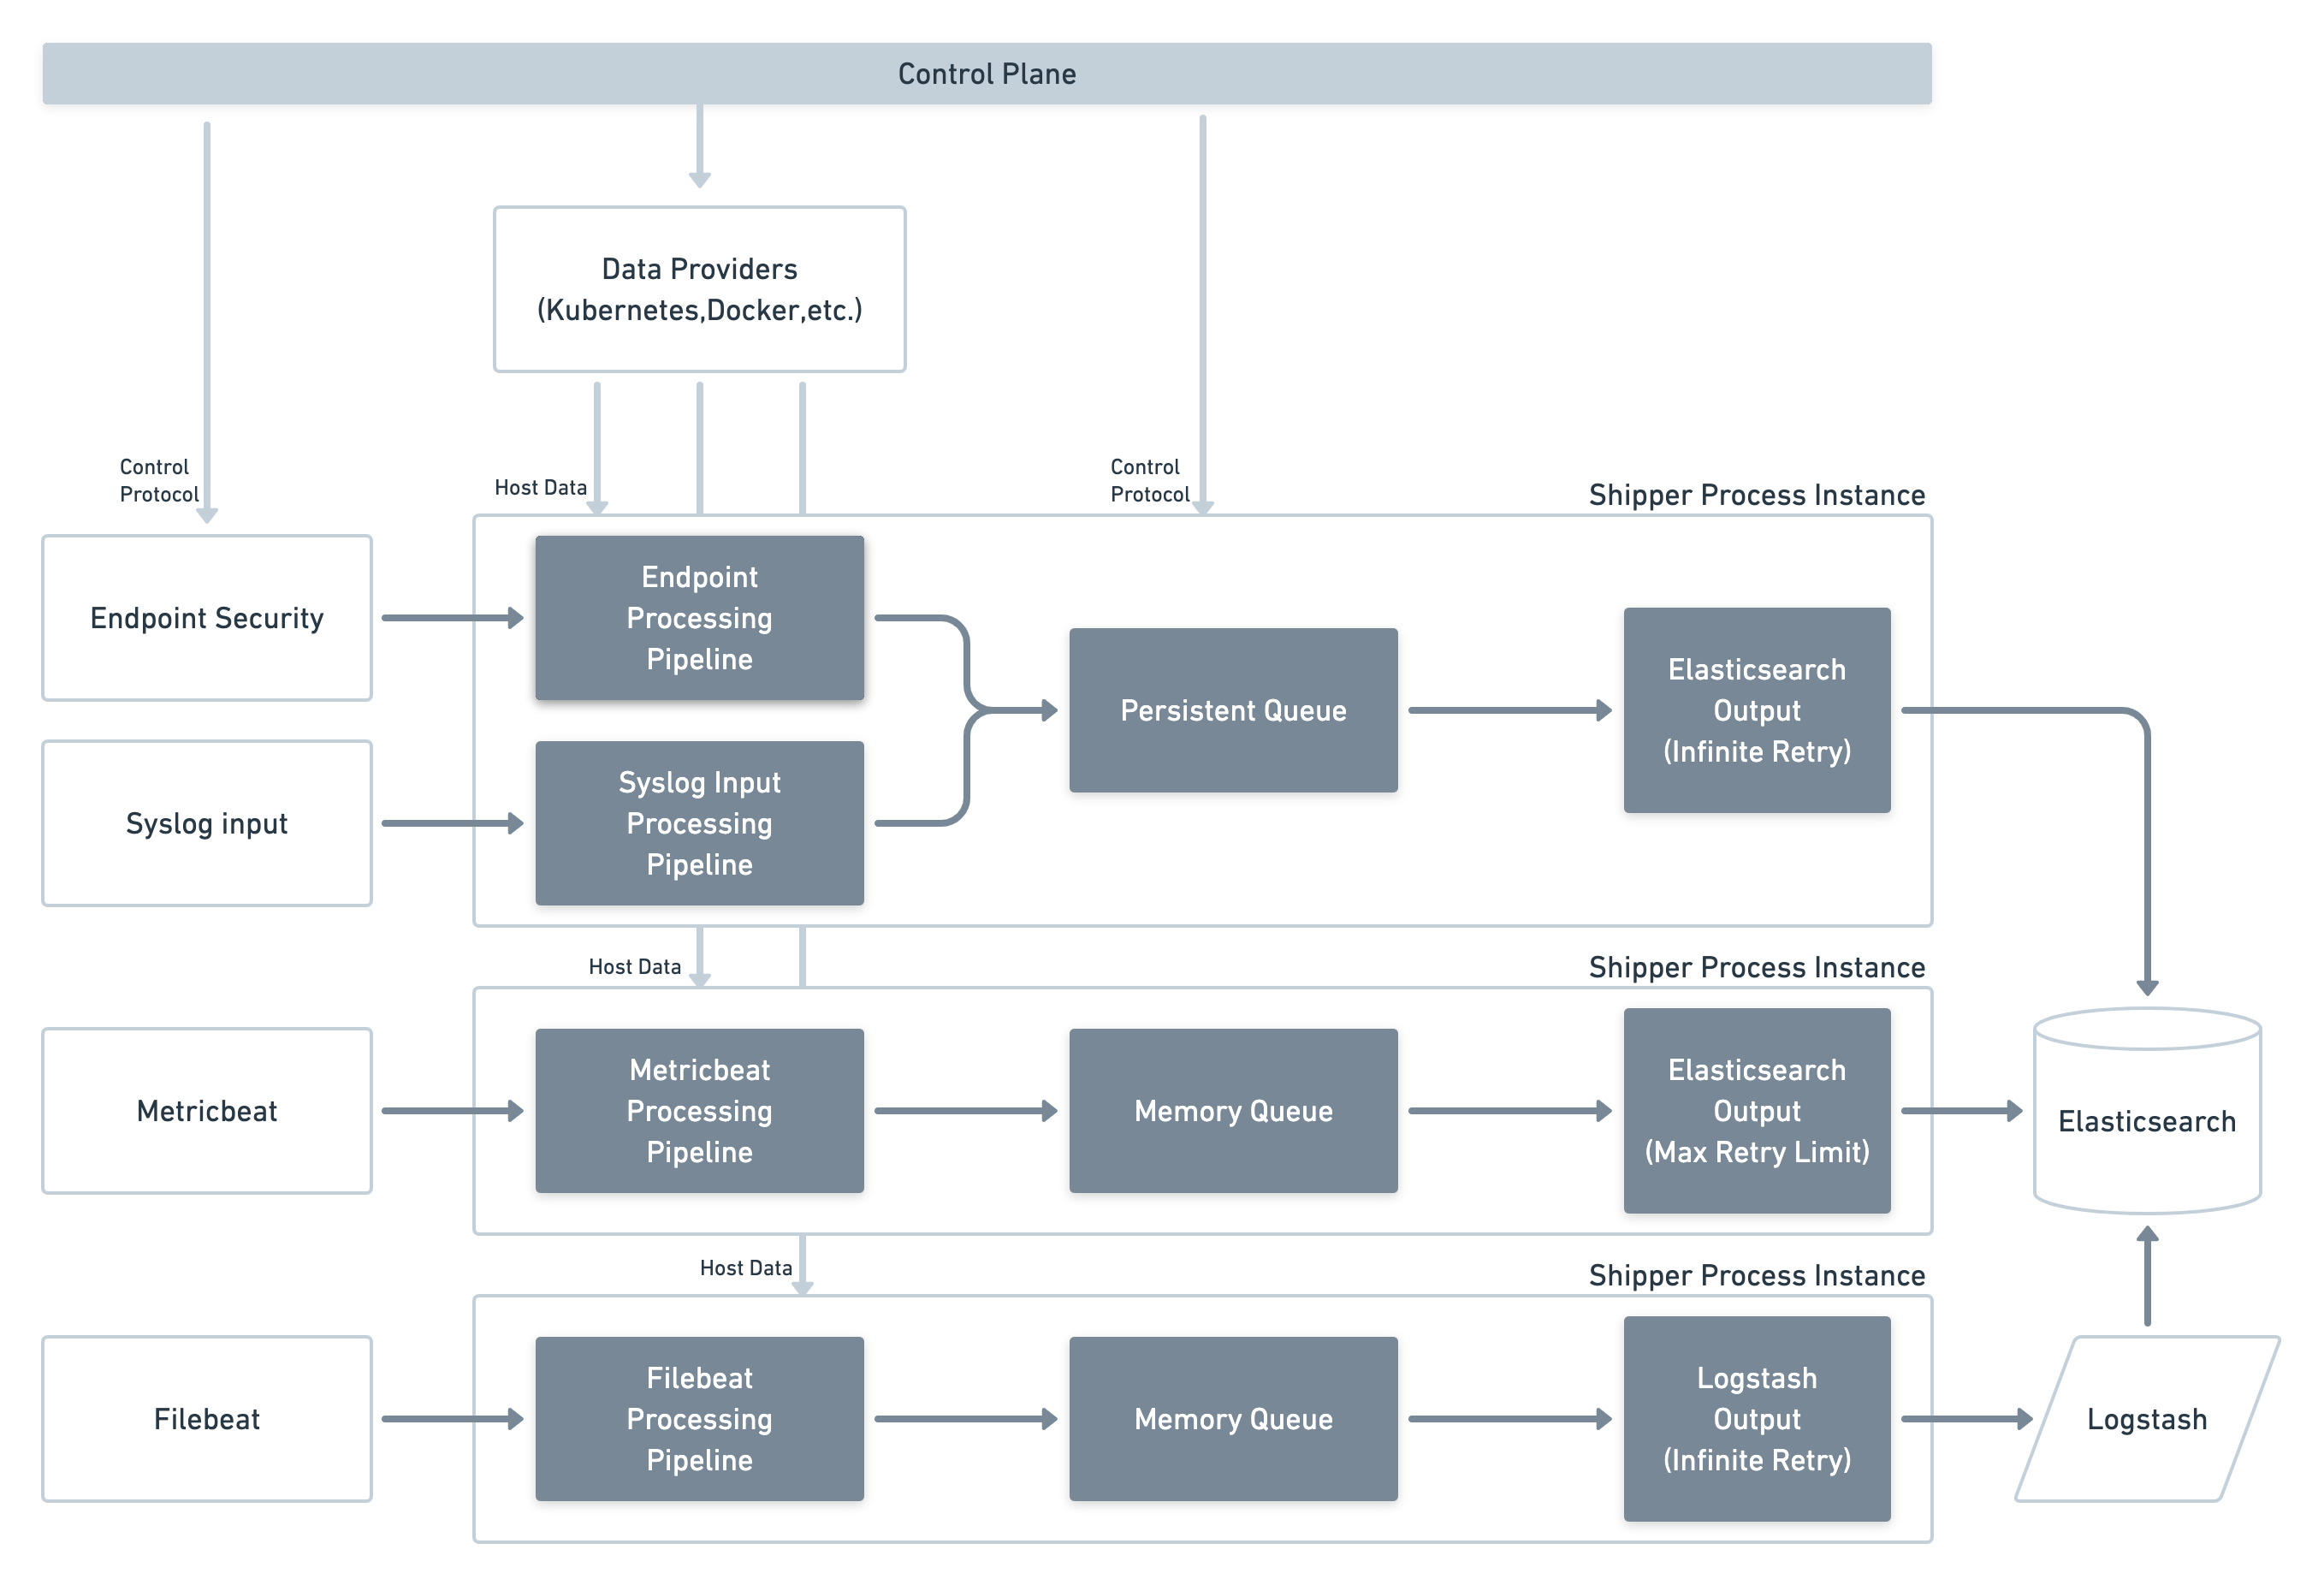 Control Plane
Data Providers
(Kubernetes,Docker,etc.)
Control
Protocol
Host Data
Control
Protocol
Shipper Process Instance
Endpoint Security
Endpoint
Processing
Pipeline
Persistent Queue
Elasticsearch
Output
(Infinite Retry)
Syslog input
Syslog Input
Processing
Pipeline
Host Data
Shipper Process Instance
Metricbeat
Metricbeat
Processing
Pipeline
Memory Queue
Elasticsearch
Output
(Max Retry Limit)
Elasticsearch
Host Data
Shipper Process Instance
Filebeat
Filebeat
Processing
Pipeline
Memory Queue
Logstash
Output
(Infinite Retry)
Logstash